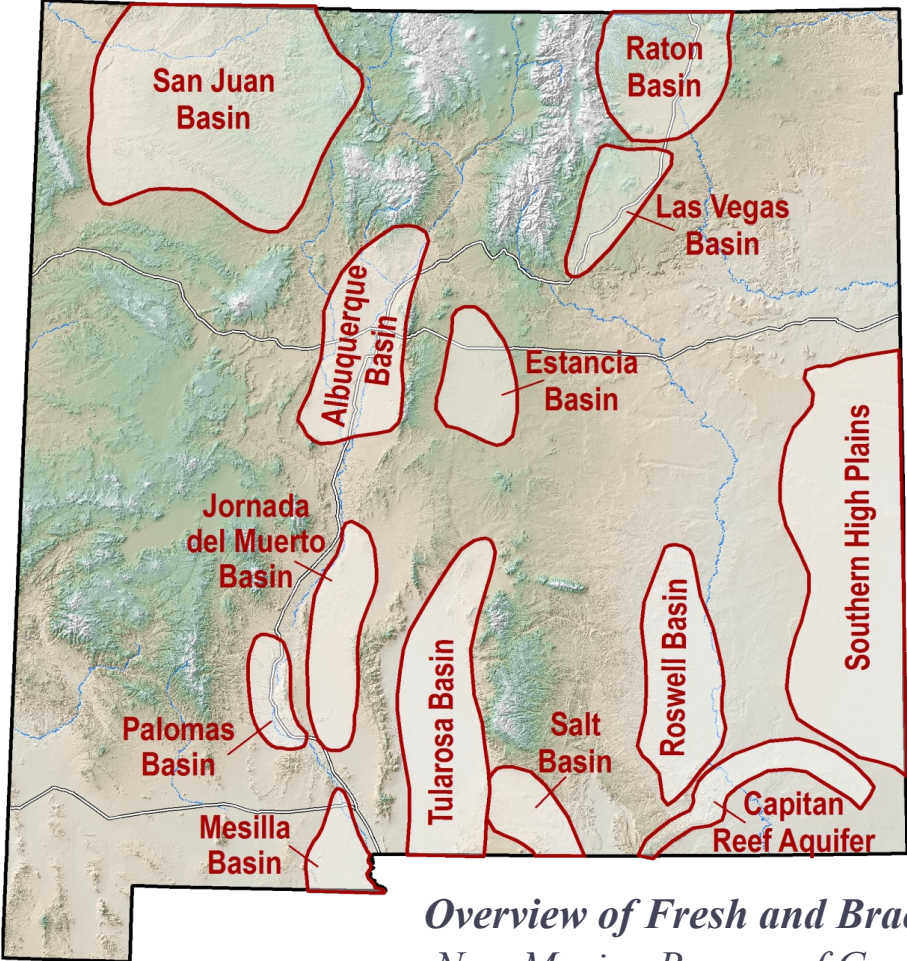 San Juan
Basin
Raton
Basin
Las Vegas
Basin
Albuquerque
Basin
Estancia
Basin
Southern High Plains
Jornada
del Muerto
Basin
Tularosa Basin
Roswell Basin
Palomas
Basin
Salt
Basin
Mesilla
Basin
Capitan
Reef Aquifer
Overview of Fresh and